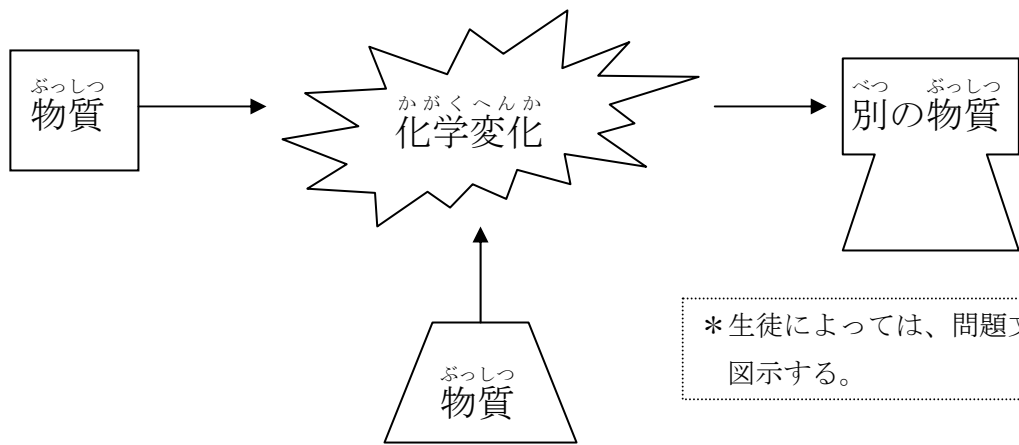 ぶっしつ
物質
かがくへんか
化学変化
べつ ぶっしつ
別の物質
ぶっしつ
物質
＊生徒によっては、問題文
図示する。